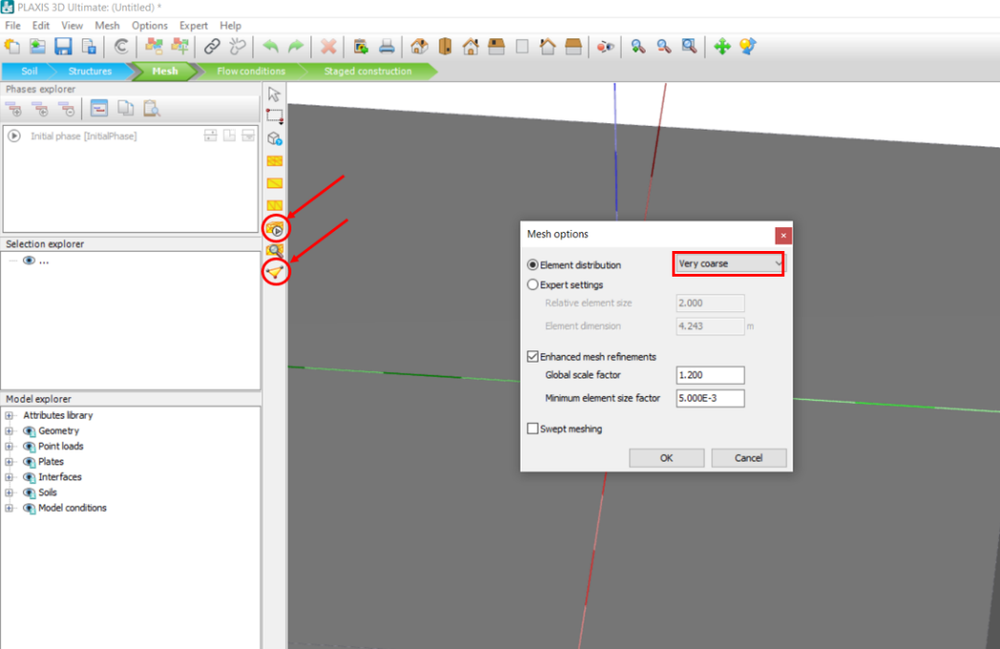 PLAXIS 3D Ultimate: (Untitled) *
File Edit View Mesh Options Expert Help
Soil Structures Mesh Flow conditions Staged construction
Phases explorer
Initial phase [InitialPhase]
Selection explorer
...
Model explorer
Attributes library
Geometry
Point loads
Plates
Interfaces
Soils
Model conditions
Mesh options
Element distribution Very coarse
Expert settings
Relative element size 2.000
Element dimension 4.243 m
Enhanced mesh refinements
Global scale factor 1.200
Minimum element size factor 5.000E-3
Swept meshing
OK Cancel